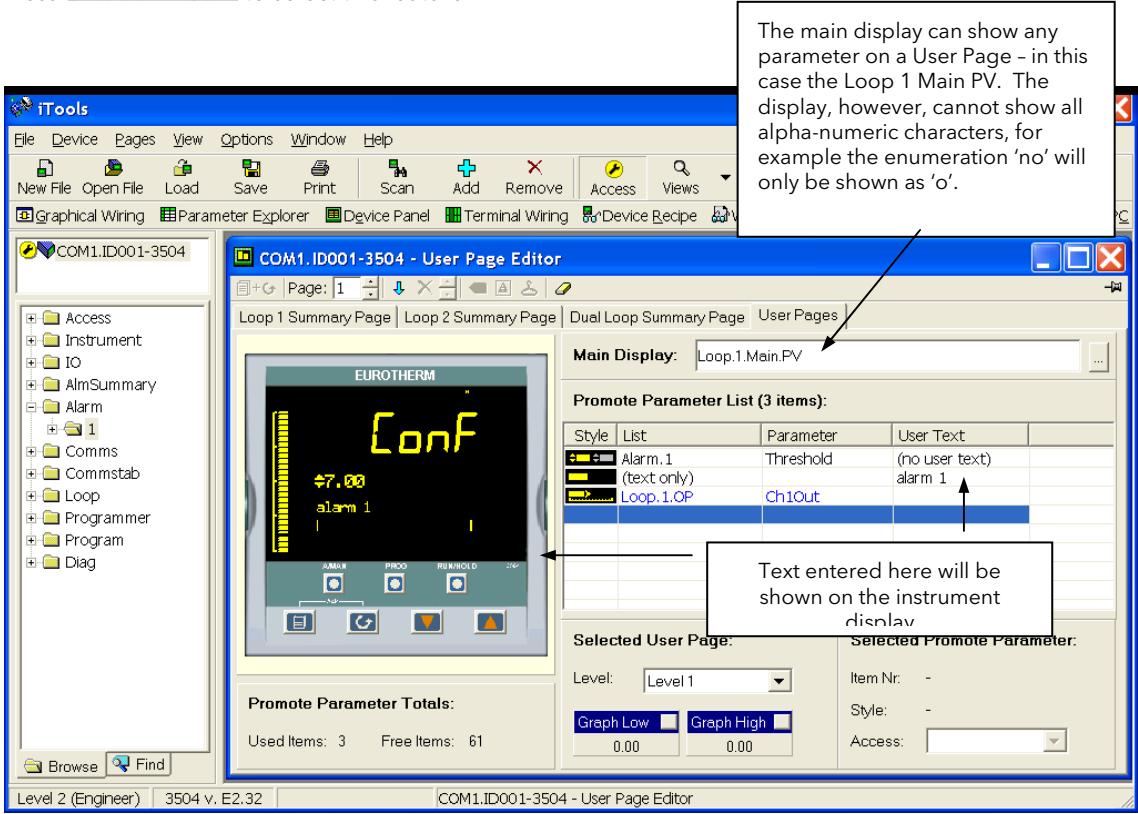 The main display can show any
parameter on a User Page – in this
case the Loop 1 Main PV. The
display, however, cannot show all
alpha-numeric characters, for
example the enumeration ‘no’ will
only be shown as ‘o’.
iTools
File Device Pages View Options Window Help
New File Open File Load Save Print Scan Add Remove Access Views
Graphical Wiring Parameter Explorer Device Panel Terminal Wiring Device Recipe
COM1.ID001-3504
Access
Instrument
IO
AlmSummary
Alarm
1
Comms
Commstab
Loop
Programmer
Program
Diag
Browse Find
COM1.ID001-3504 - User Page Editor
Page: 1
Loop 1 Summary Page Loop 2 Summary Page Dual Loop Summary Page User Pages
EUROTHERM
ConF
7.00
alarm 1
A/MAN PROG RUN/HOLD
Ack
Promote Parameter Totals:
Used Items: 3 Free Items: 61
Main Display: Loop.1.Main.PV ...
Promote Parameter List (3 items):
Style List Parameter User Text
Alarm.1 Threshold (no user text)
(text only) alarm 1
Loop.1.OP Ch1Out
Text entered here will be
shown on the instrument
display
Selected User Page:
Level: Level 1
Graph Low Graph High
0.00 0.00
Selected Promote Parameter:
Item Nr: -
Style: -
Access:
Level 2 (Engineer) 3504 v. E2.32 COM1.ID001-3504 - User Page Editor